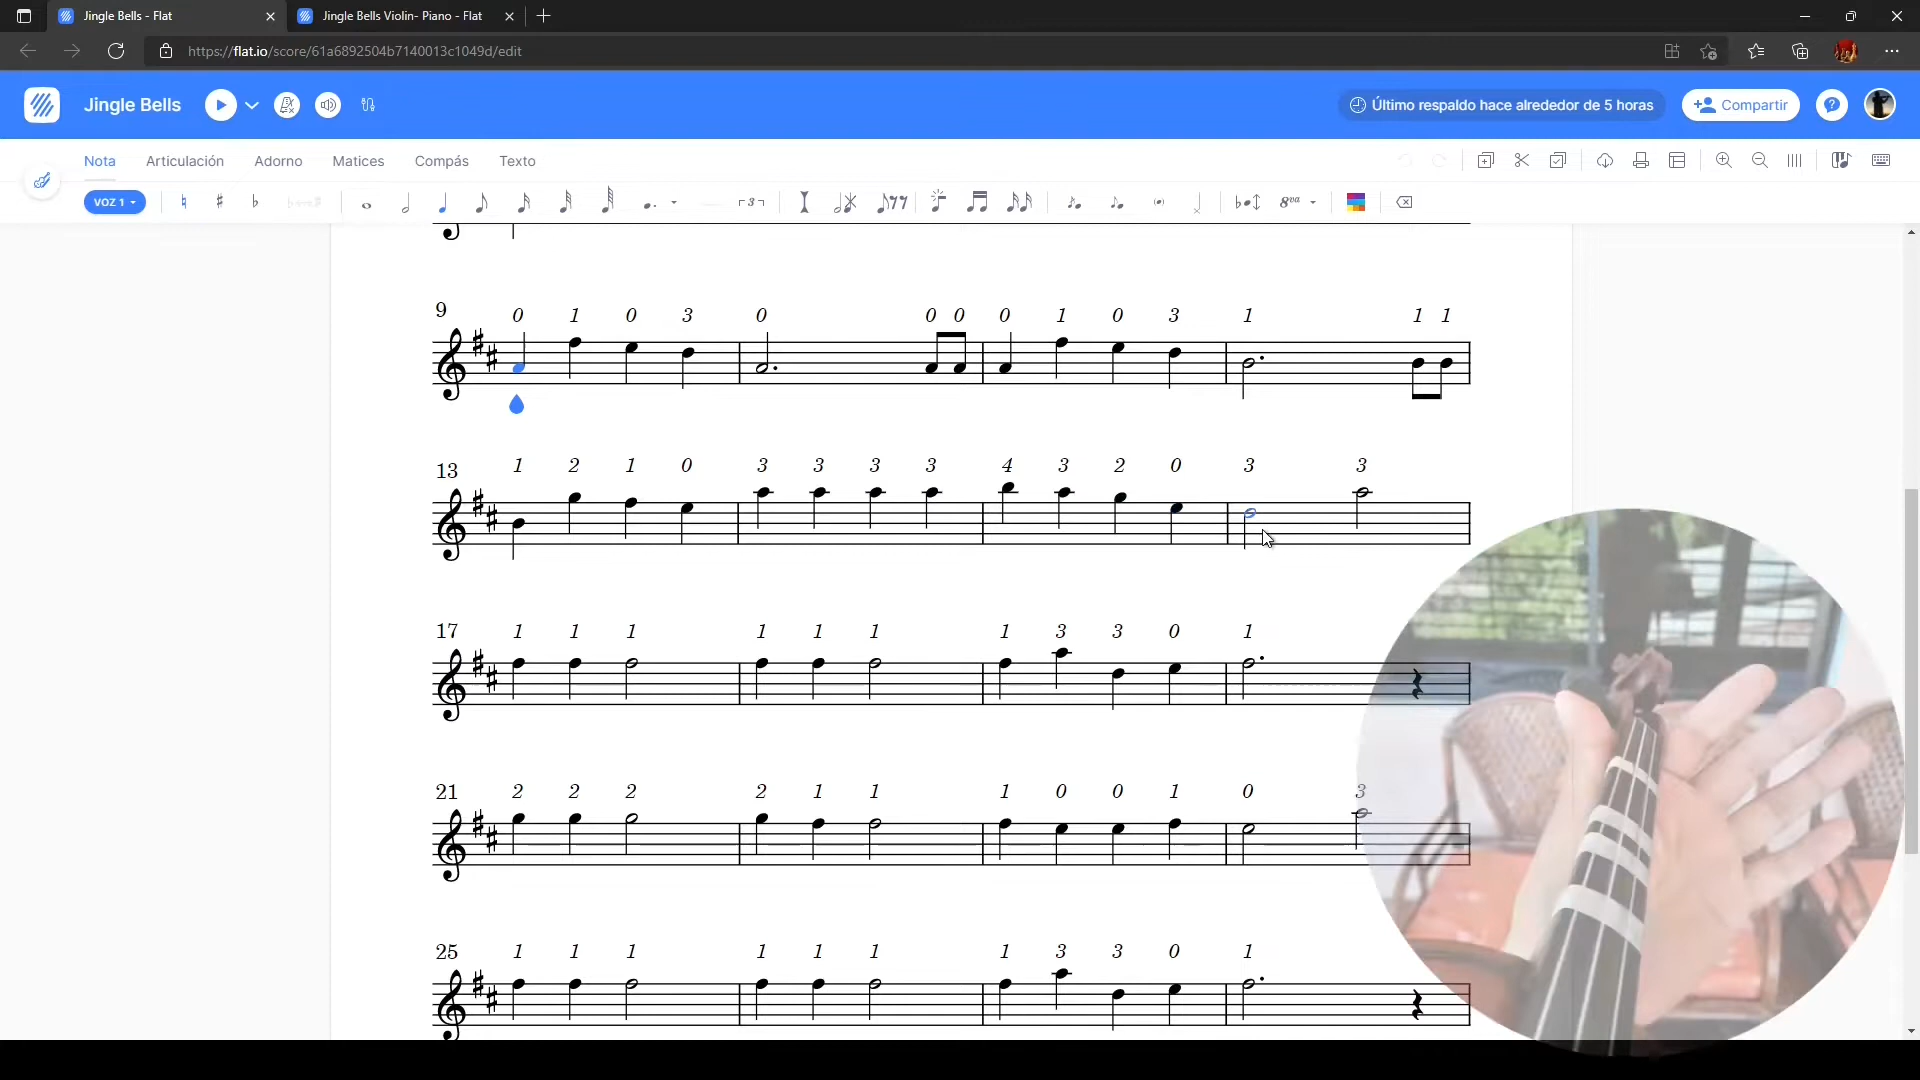 Jingle Bells - Flat
Jingle Bells Violin- Piano - Flat
https://flat.io/score/61a6892504b7140013c1049d/edit
Jingle Bells
Último respaldo hace alrededor de 5 horas
Compartir
Nota Articulación Adorno Matices Compás Texto
VOZ 1
3
8va
9
0 1 0 3 0 0 0 0 1 0 3 1 1 1
13
1 2 1 0 3 3 3 3 4 3 2 0 3 3
17
1 1 1 1 1 1 1 3 3 0 1
21
2 2 2 2 1 1 1 0 0 1 0 3
25
1 1 1 1 1 1 1 3 3 0 1